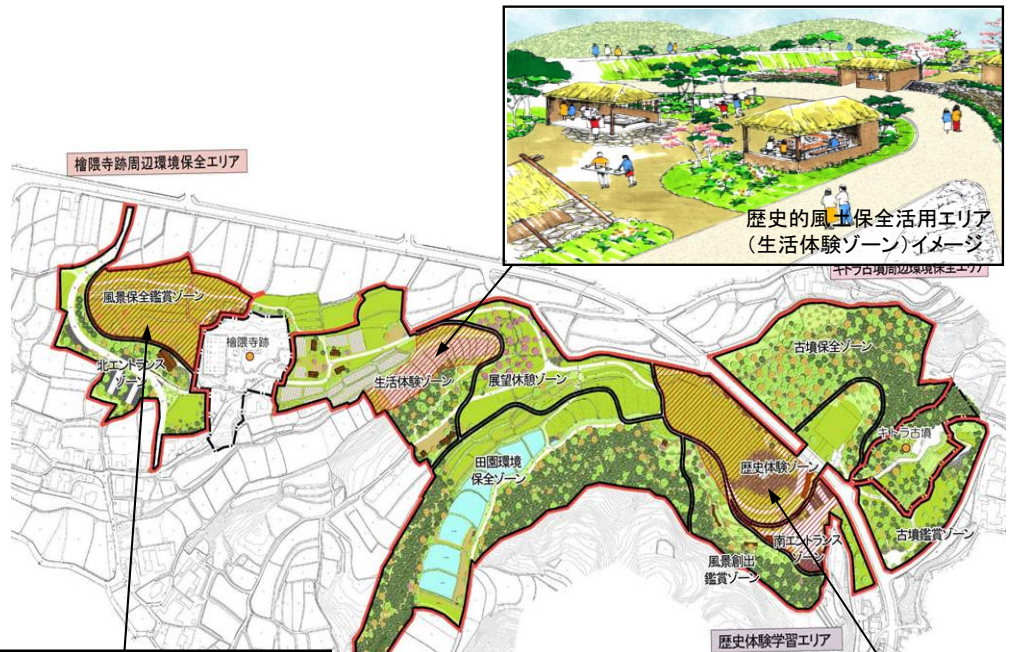 歴史的風土保全活用エリア
（生活体験ゾーン）イメージ
檜隈寺跡周辺環境保全エリア
キトラ古墳周辺環境保全エリア
風景保全鑑賞ゾーン
檜隈寺跡
北エントランス
ゾーン
生活体験ゾーン
展望休憩ゾーン
古墳保全ゾーン
キトラ古墳
田園環境
保全ゾーン
歴史体験ゾーン
古墳鑑賞ゾーン
南エントランス
ゾーン
風景創出
鑑賞ゾーン
歴史体験学習エリア